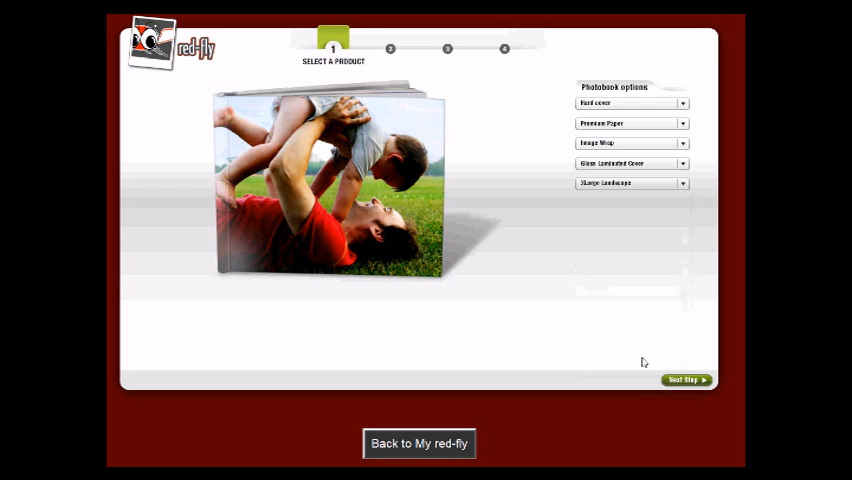 red-fly
1
2
3
4
SELECT A PRODUCT
Photobook options
Hard cover
Premium Paper
Image Wrap
Gloss Laminated Cover
XLarge Landscape
Next Step
Back to My red-fly